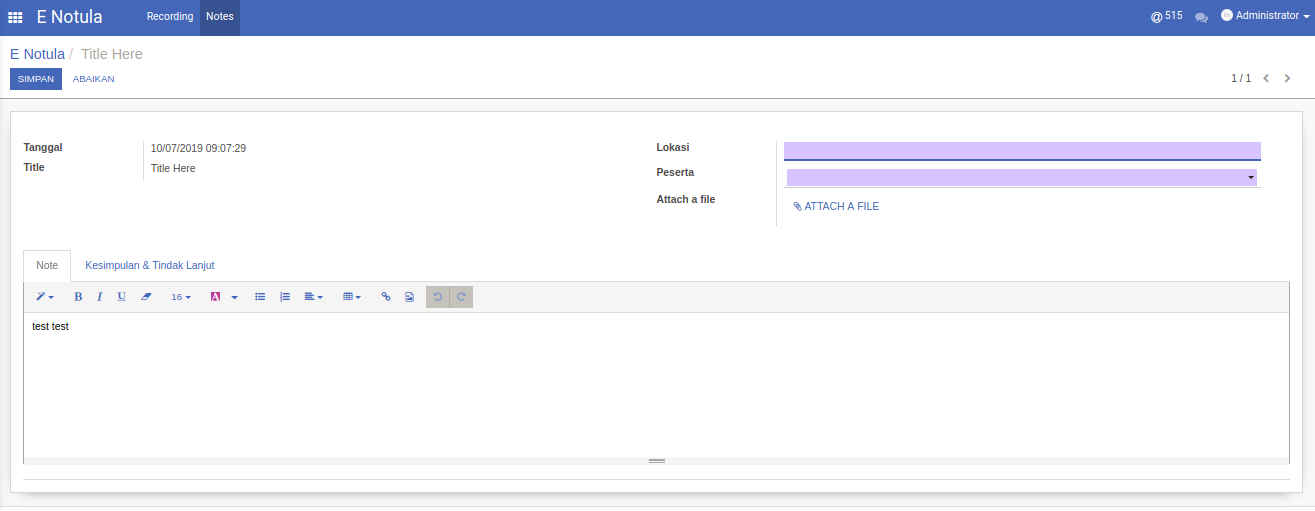 E Notula Recording Notes @ 515 Administrator
E Notula / Title Here
SIMPAN ABAIKAN 1 / 1
Tanggal 10/07/2019 09:07:29 Lokasi
Title Title Here Peserta
Attach a file ATTACH A FILE
Note Kesimpulan & Tindak Lanjut
B I U 16 A
test test